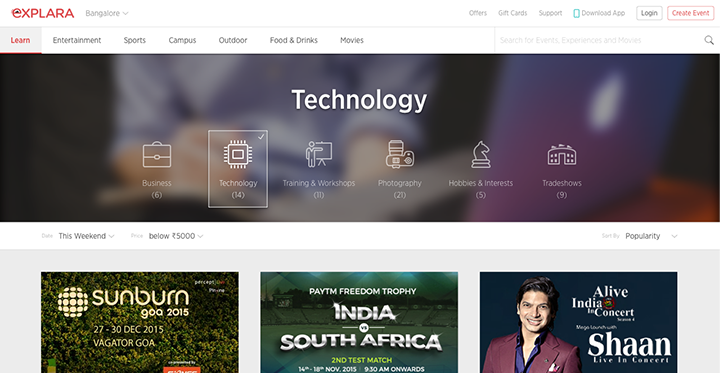 eXPLARA
Bangalore
Offers
Gift Cards
Support
Download App
Login
Create Event
Learn
Entertainment
Sports
Campus
Outdoor
Food & Drinks
Movies
Search for Events, Experiences and Movies
Technology
Business
(6)
Technology
(14)
Training & Workshops
(11)
Photography
(21)
Hobbies & Interests
(5)
Tradeshows
(9)
Date
This Weekend
Price
below ₹5000
Sort By
Popularity
percept
sunburn
goa 2015
27 - 30 DEC 2015
VAGATOR GOA
PAYTM FREEDOM TROPHY
INDIA
VS
SOUTH AFRICA
2ND TEST MATCH
14th - 18th NOV, 2015 | 9:30 AM ONWARDS
Alive
India
In Concert
Season 4
Mega Launch with
Shaan
Live In Concert